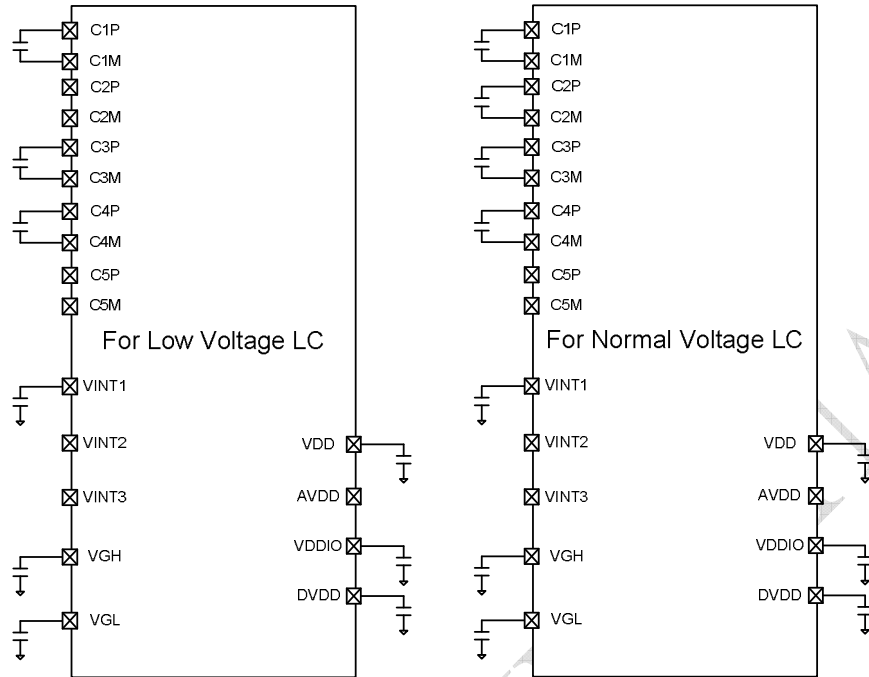 C1P
C1M
C2P
C2M
C3P
C3M
C4P
C4M
C5P
C5M
For Low Voltage LC
VINT1
VINT2
VINT3
VGH
VGL
VDD
AVDD
VDDIO
DVDD
C1P
C1M
C2P
C2M
C3P
C3M
C4P
C4M
C5P
C5M
For Normal Voltage LC
VINT1
VINT2
VINT3
VGH
VGL
VDD
AVDD
VDDIO
DVDD